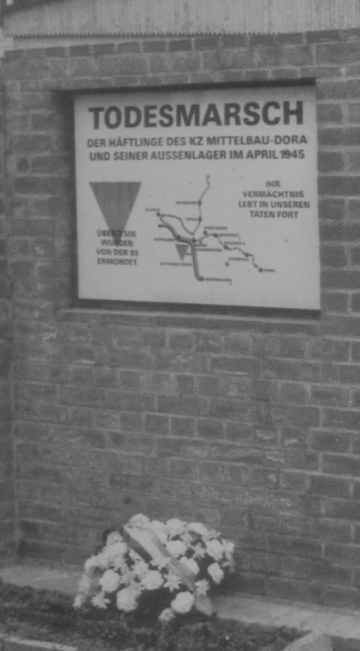 TODESMARSCH
DER HÄFTLINGE DES KZ MITTELBAU-DORA
UND SEINER AUSSENLAGER IM APRIL 1945
IHR
VERMÄCHTNIS
LEBT IN UNSEREN
TATEN FORT
ÜBER
WURDEN
VON DER SS
ERMORDET